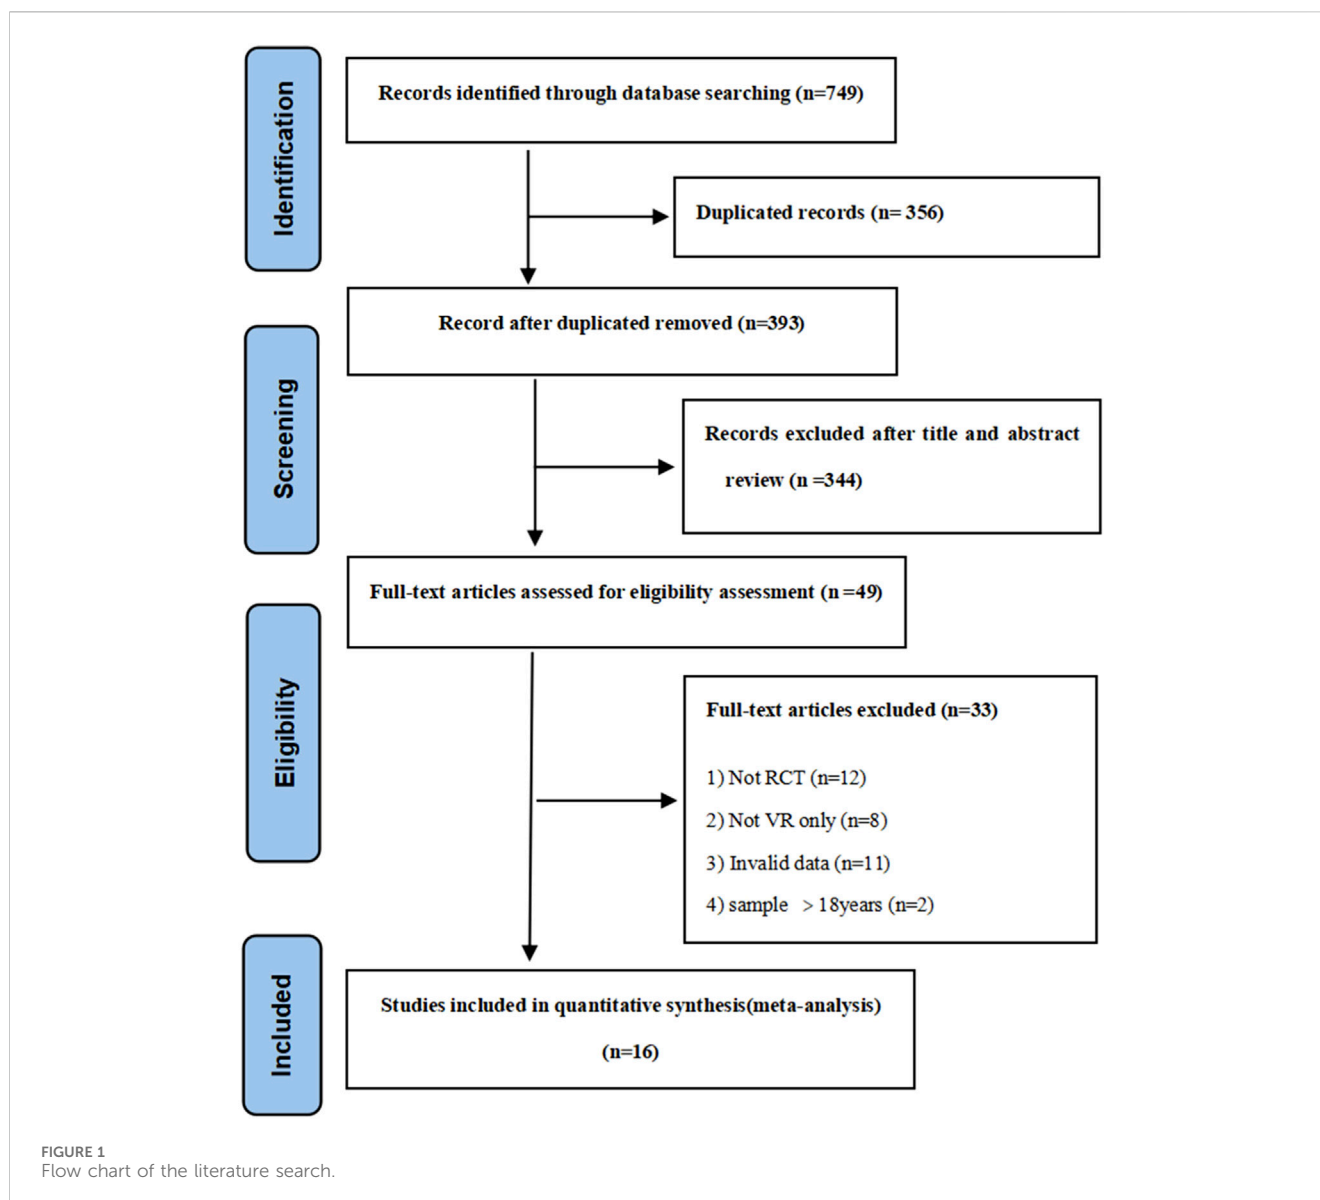 Identification
Records identified through database searching (n=749)
Duplicated records (n= 356)
Screening
Record after duplicated removed (n=393)
Records excluded after title and abstract
review (n =344)
Eligibility
Full-text articles assessed for eligibility assessment (n =49)
Full-text articles excluded (n=33)
1) Not RCT (n=12)
2) Not VR only (n=8)
3) Invalid data (n=11)
4) sample > 18years (n=2)
Included
Studies included in quantitative synthesis(meta-analysis)
(n=16)
FIGURE 1
Flow chart of the literature search.